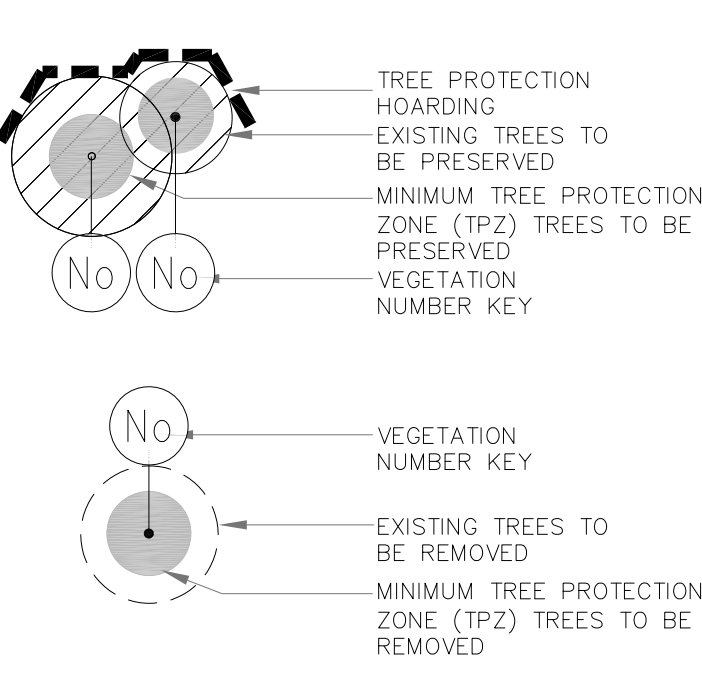 TREE PROTECTION
HOARDING
EXISTING TREES TO
BE PRESERVED
MINIMUM TREE PROTECTION
ZONE (TPZ) TREES TO BE
PRESERVED
No No
VEGETATION
NUMBER KEY
No
VEGETATION
NUMBER KEY
EXISTING TREES TO
BE REMOVED
MINIMUM TREE PROTECTION
ZONE (TPZ) TREES TO BE
REMOVED